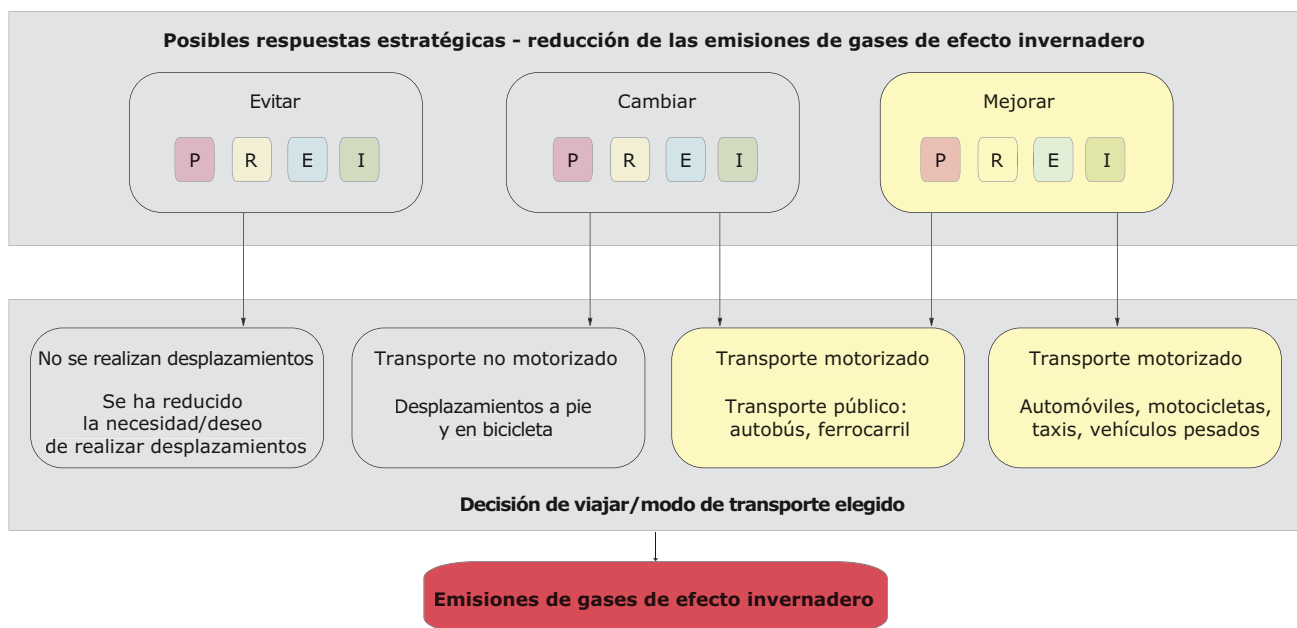 Posibles respuestas estratégicas - reducción de las emisiones de gases de efecto invernadero
Evitar
P R E I
Cambiar
P R E I
Mejorar
P R E I
No se realizan desplazamientos
Se ha reducido
la necesidad/deseo
de realizar desplazamientos
Transporte no motorizado
Desplazamientos a pie
y en bicicleta
Transporte motorizado
Transporte público:
autobús, ferrocarril
Transporte motorizado
Automóviles, motocicletas,
taxis, vehículos pesados
Decisión de viajar/modo de transporte elegido
Emisiones de gases de efecto invernadero